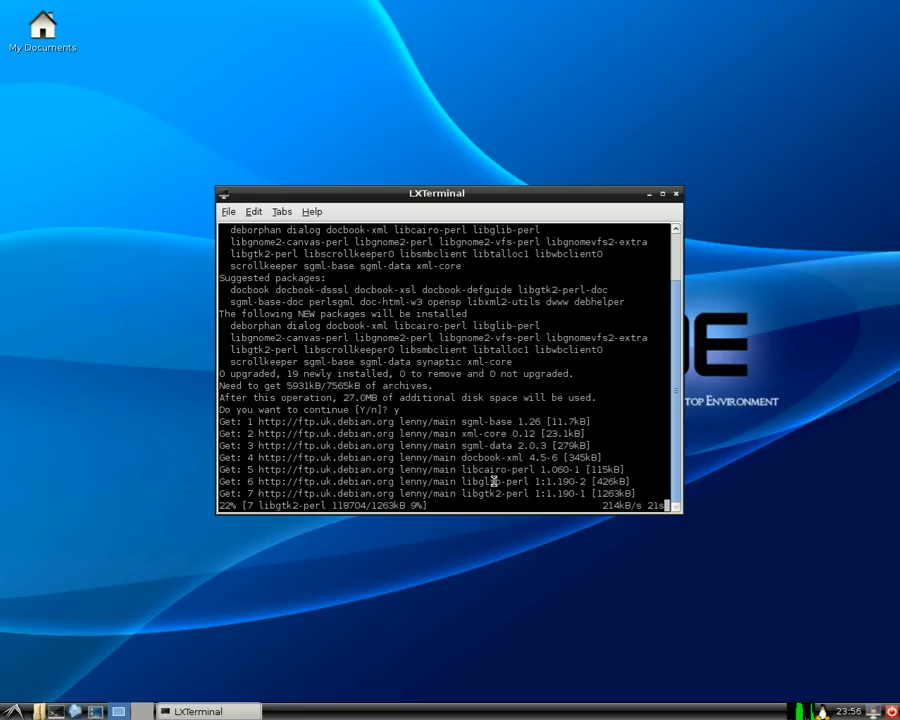 My Documents
LXTerminal
File Edit Tabs Help
deborphan dialog docbook-xml libcairo-perl libglib-perl
libgnome2-canvas-perl libgnome2-perl libgnome2-vfs-perl libgnomevfs2-extra
libgtk2-perl libscrollkeeper0 libsmbclient libtalloc1 libwbclient0
scrollkeeper sgml-base sgml-data xml-core
Suggested packages:
docbook docbook-dsssl docbook-xsl docbook-defguide libgtk2-perl-doc
sgml-base-doc perlsgml doc-html-w3 opensp libxml2-utils dwww debhelper
The following NEW packages will be installed
deborphan dialog docbook-xml libcairo-perl libglib-perl
libgnome2-canvas-perl libgnome2-perl libgnome2-vfs-perl libgnomevfs2-extra
libgtk2-perl libscrollkeeper0 libsmbclient libtalloc1 libwbclient0
scrollkeeper sgml-base sgml-data synaptic xml-core
0 upgraded, 19 newly installed, 0 to remove and 0 not upgraded.
Need to get 5931kB/7565kB of archives.
After this operation, 27.0MB of additional disk space will be used.
Do you want to continue [Y/n]? y
Get: 1 http://ftp.uk.debian.org lenny/main sgml-base 1.26 [11.7kB]
Get: 2 http://ftp.uk.debian.org lenny/main xml-core 0.12 [23.1kB]
Get: 3 http://ftp.uk.debian.org lenny/main sgml-data 2.0.3 [279kB]
Get: 4 http://ftp.uk.debian.org lenny/main docbook-xml 4.5-6 [345kB]
Get: 5 http://ftp.uk.debian.org lenny/main libcairo-perl 1.060-1 [115kB]
Get: 6 http://ftp.uk.debian.org lenny/main libglib-perl 1:1.190-2 [426kB]
Get: 7 http://ftp.uk.debian.org lenny/main libgtk2-perl 1:1.190-1 [1263kB]
22% [7 libgtk2-perl 118704/1263kB 9%] 214kB/s 21s
DE
TOP ENVIRONMENT
LXTerminal
23:56